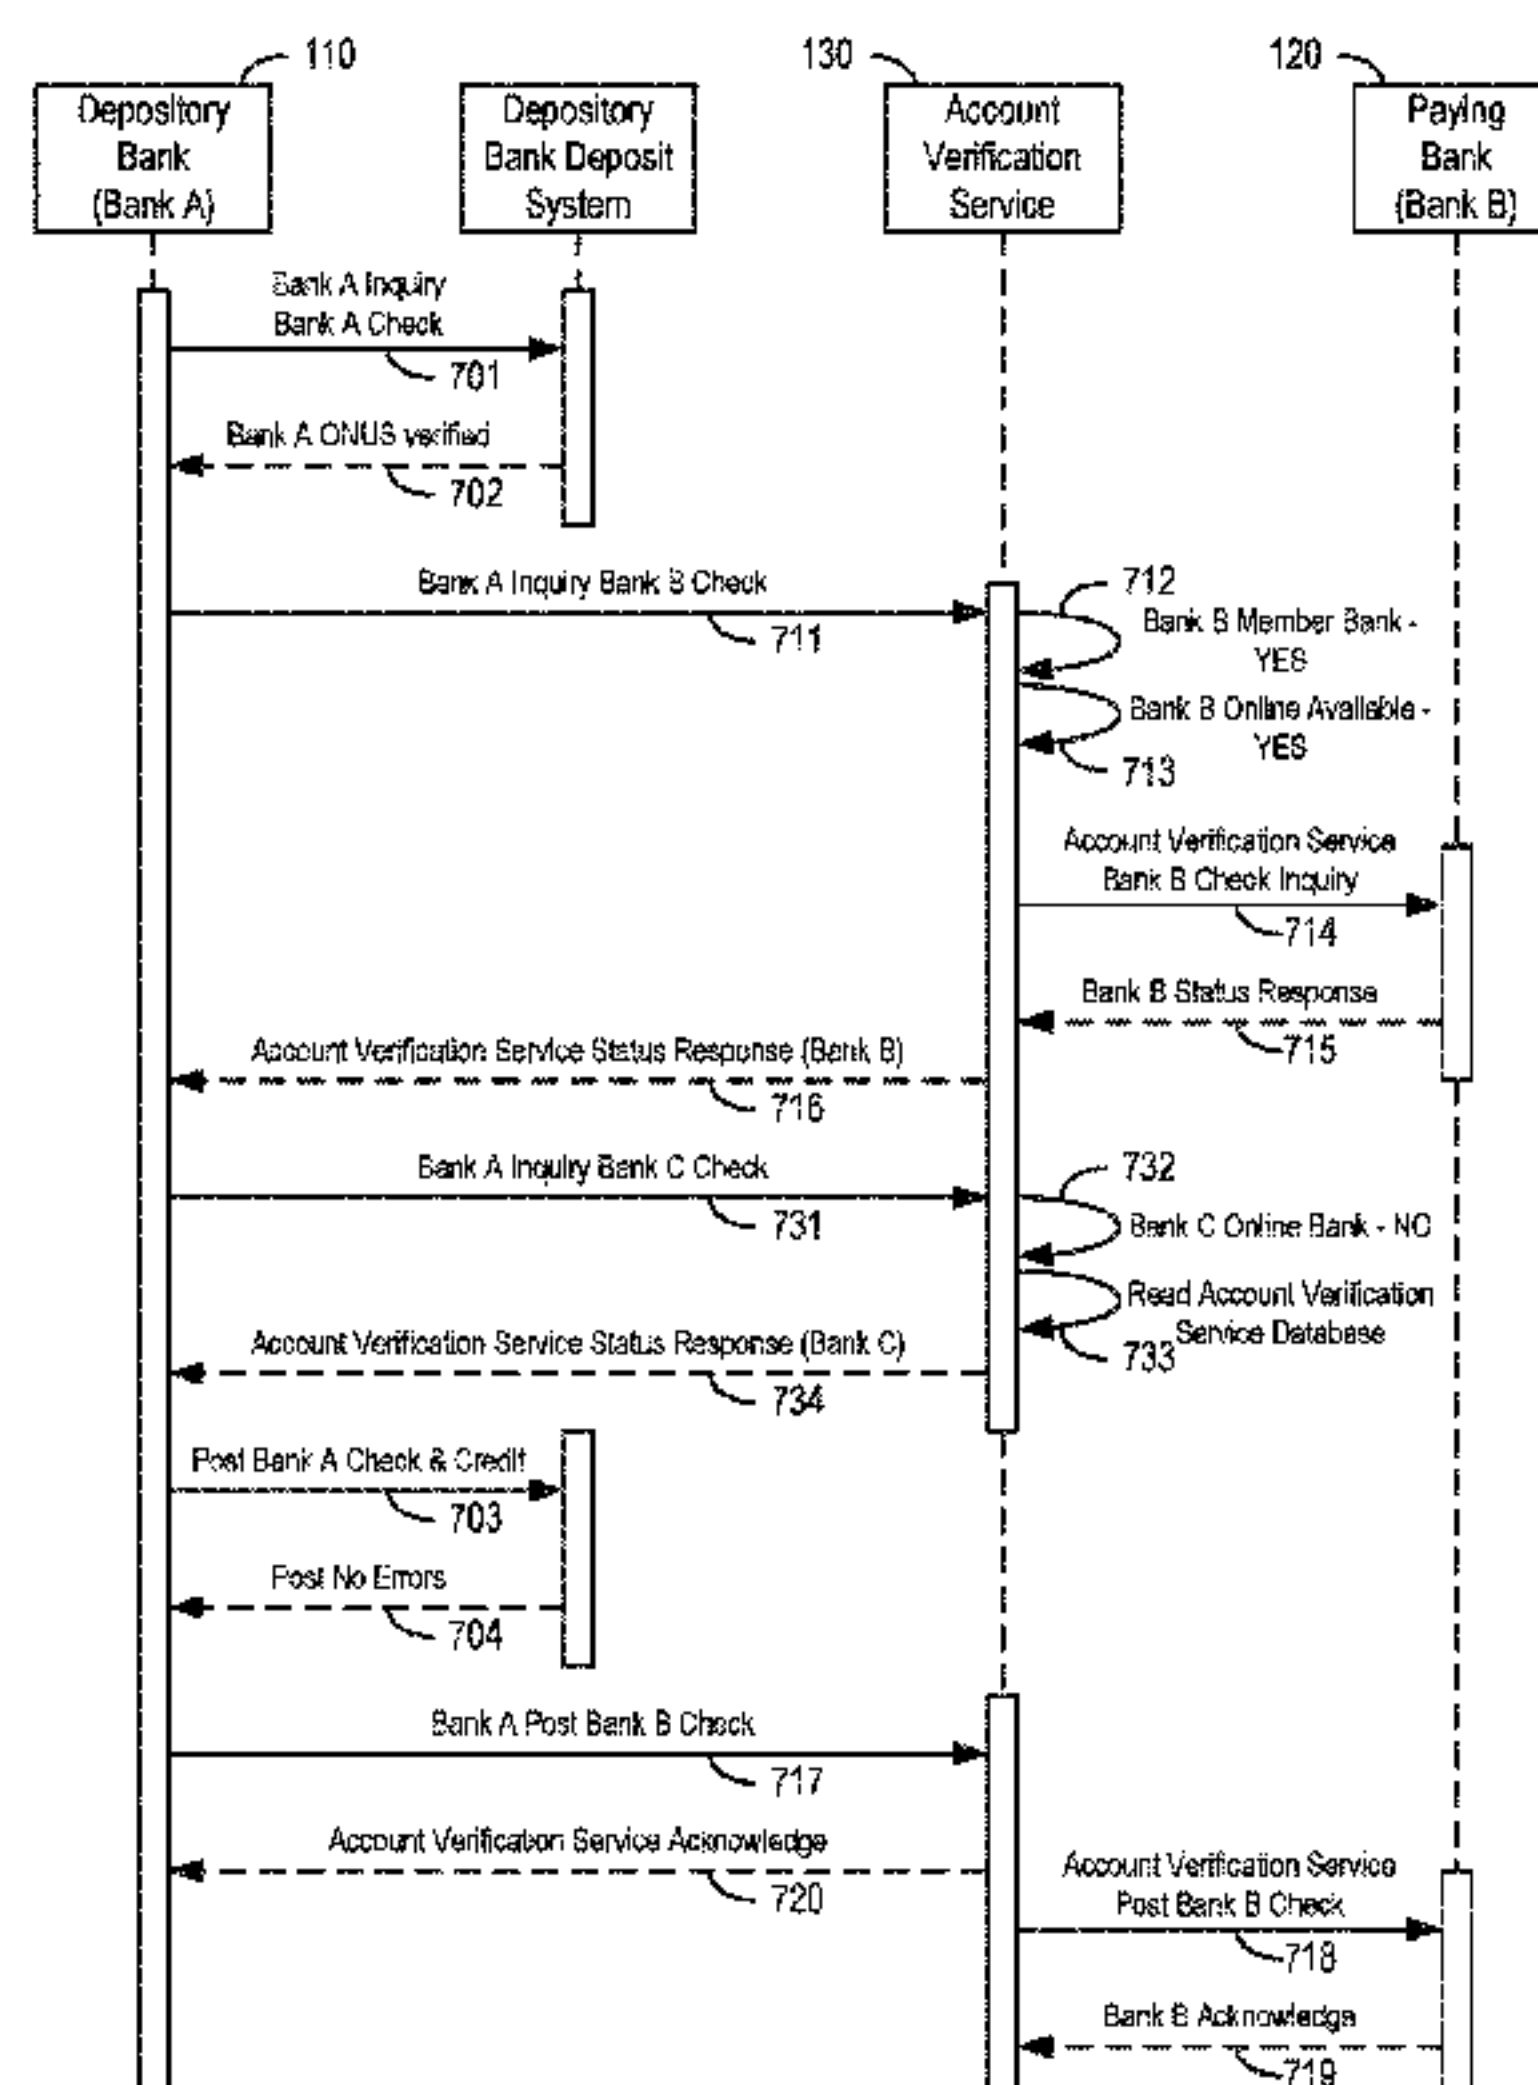 110
130
120
Depository
Bank
(Bank A)
Depository
Bank Deposit
System
Account
Verification
Service
Paying
Bank
(Bank B)
Bank A Inquiry
Bank A Check
701
Bank A ONUS verified
702
Bank A Inquiry Bank B Check
711
712
Bank B Member Bank -
YES
Bank B Online Available -
YES
713
Account Verification Service
Bank B Check Inquiry
714
Bank B Status Response
715
Account Verification Service Status Response (Bank B)
716
Bank A Inquiry Bank C Check
731
732
Bank C Online Bank - NO
Read Account Verification
Service Database
733
Account Verification Service Status Response (Bank C)
734
Post Bank A Check & Credit
703
Post No Errors
704
Bank A Post Bank B Check
717
Account Verification Service Acknowledge
720
Account Verification Service
Post Bank B Check
718
Bank B Acknowledge
719